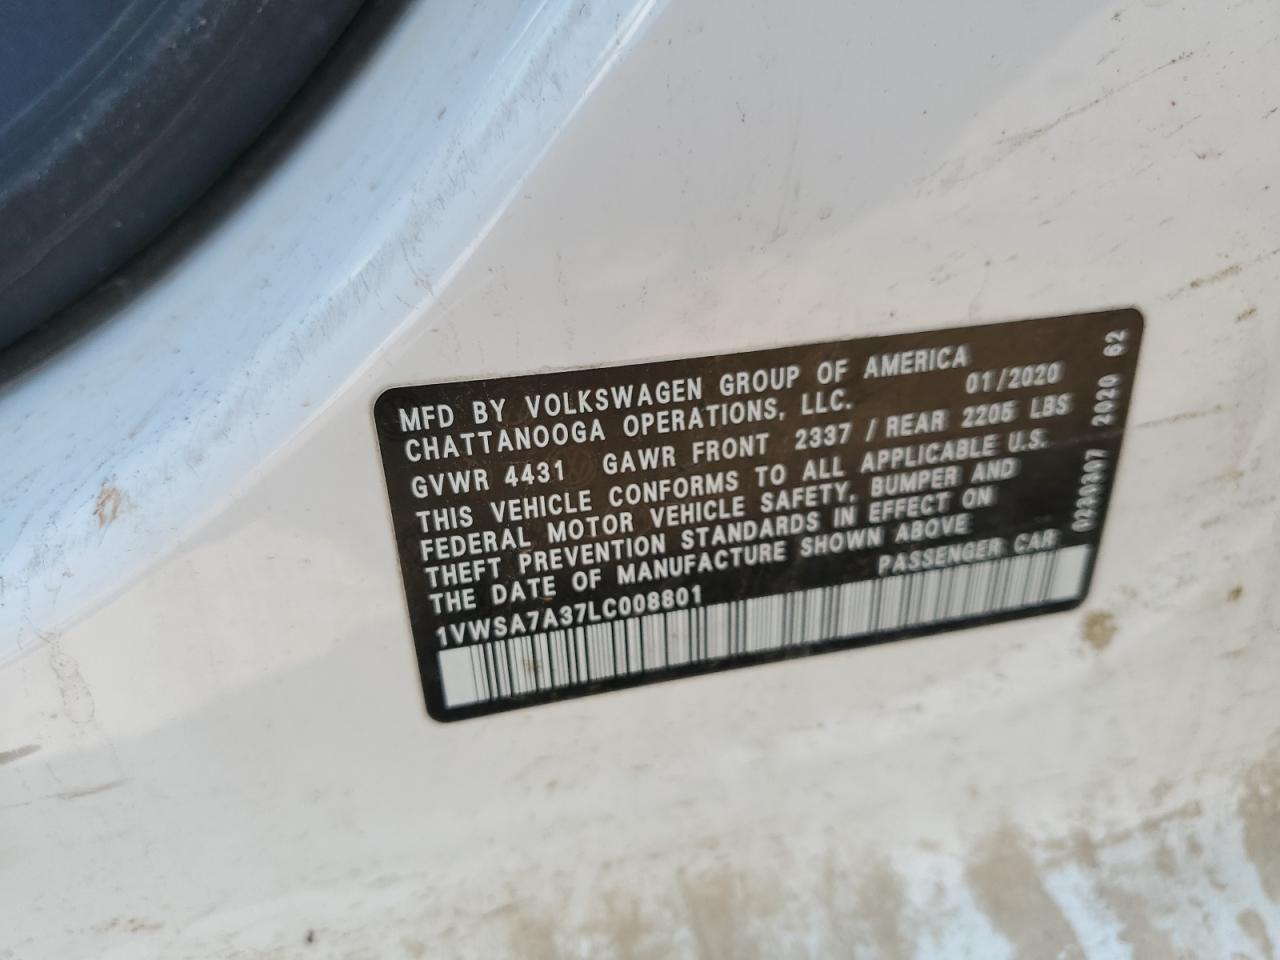 MFD BY VOLKSWAGEN GROUP OF AMERICA
CHATTANOOGA OPERATIONS, LLC. 01/2020
GVWR 4431 GAWR FRONT 2337 / REAR 2205 LBS
THIS VEHICLE CONFORMS TO ALL APPLICABLE U.S.
FEDERAL MOTOR VEHICLE SAFETY, BUMPER AND
THEFT PREVENTION STANDARDS IN EFFECT ON
THE DATE OF MANUFACTURE SHOWN ABOVE
1VWSA7A37LC008801 PASSENGER CAR
0230307 2020 62